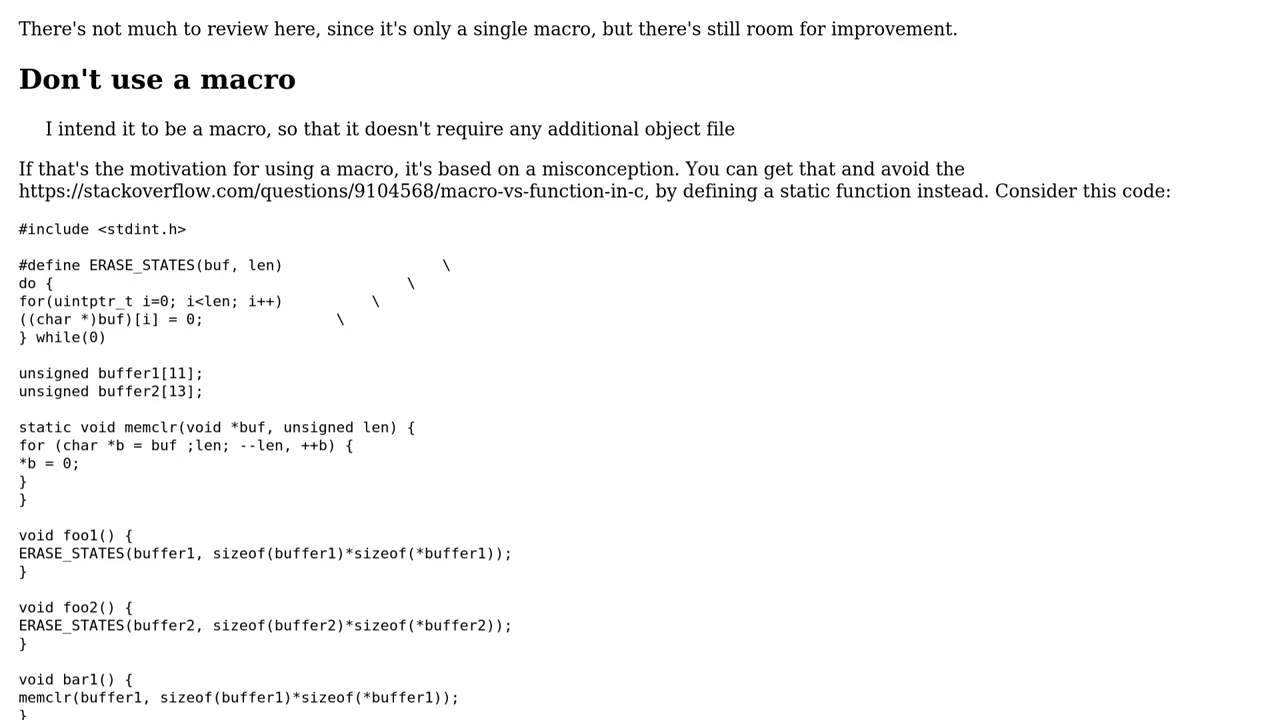 There's not much to review here, since it's only a single macro, but there's still room for improvement.
Don't use a macro
I intend it to be a macro, so that it doesn't require any additional object file
If that's the motivation for using a macro, it's based on a misconception. You can get that and avoid the
https://stackoverflow.com/questions/9104568/macro-vs-function-in-c, by defining a static function instead. Consider this code:
#include <stdint.h>
#define ERASE_STATES(buf, len)                  \
do {                                        \
for(uintptr_t i=0; i<len; i++)          \
((char *)buf)[i] = 0;               \
} while(0)
unsigned buffer1[11];
unsigned buffer2[13];
static void memclr(void *buf, unsigned len) {
for (char *b = buf ;len; --len, ++b) {
*b = 0;
}
}
void foo1() {
ERASE_STATES(buffer1, sizeof(buffer1)*sizeof(*buffer1));
}
void foo2() {
ERASE_STATES(buffer2, sizeof(buffer2)*sizeof(*buffer2));
}
void bar1() {
memclr(buffer1, sizeof(buffer1)*sizeof(*buffer1));
}